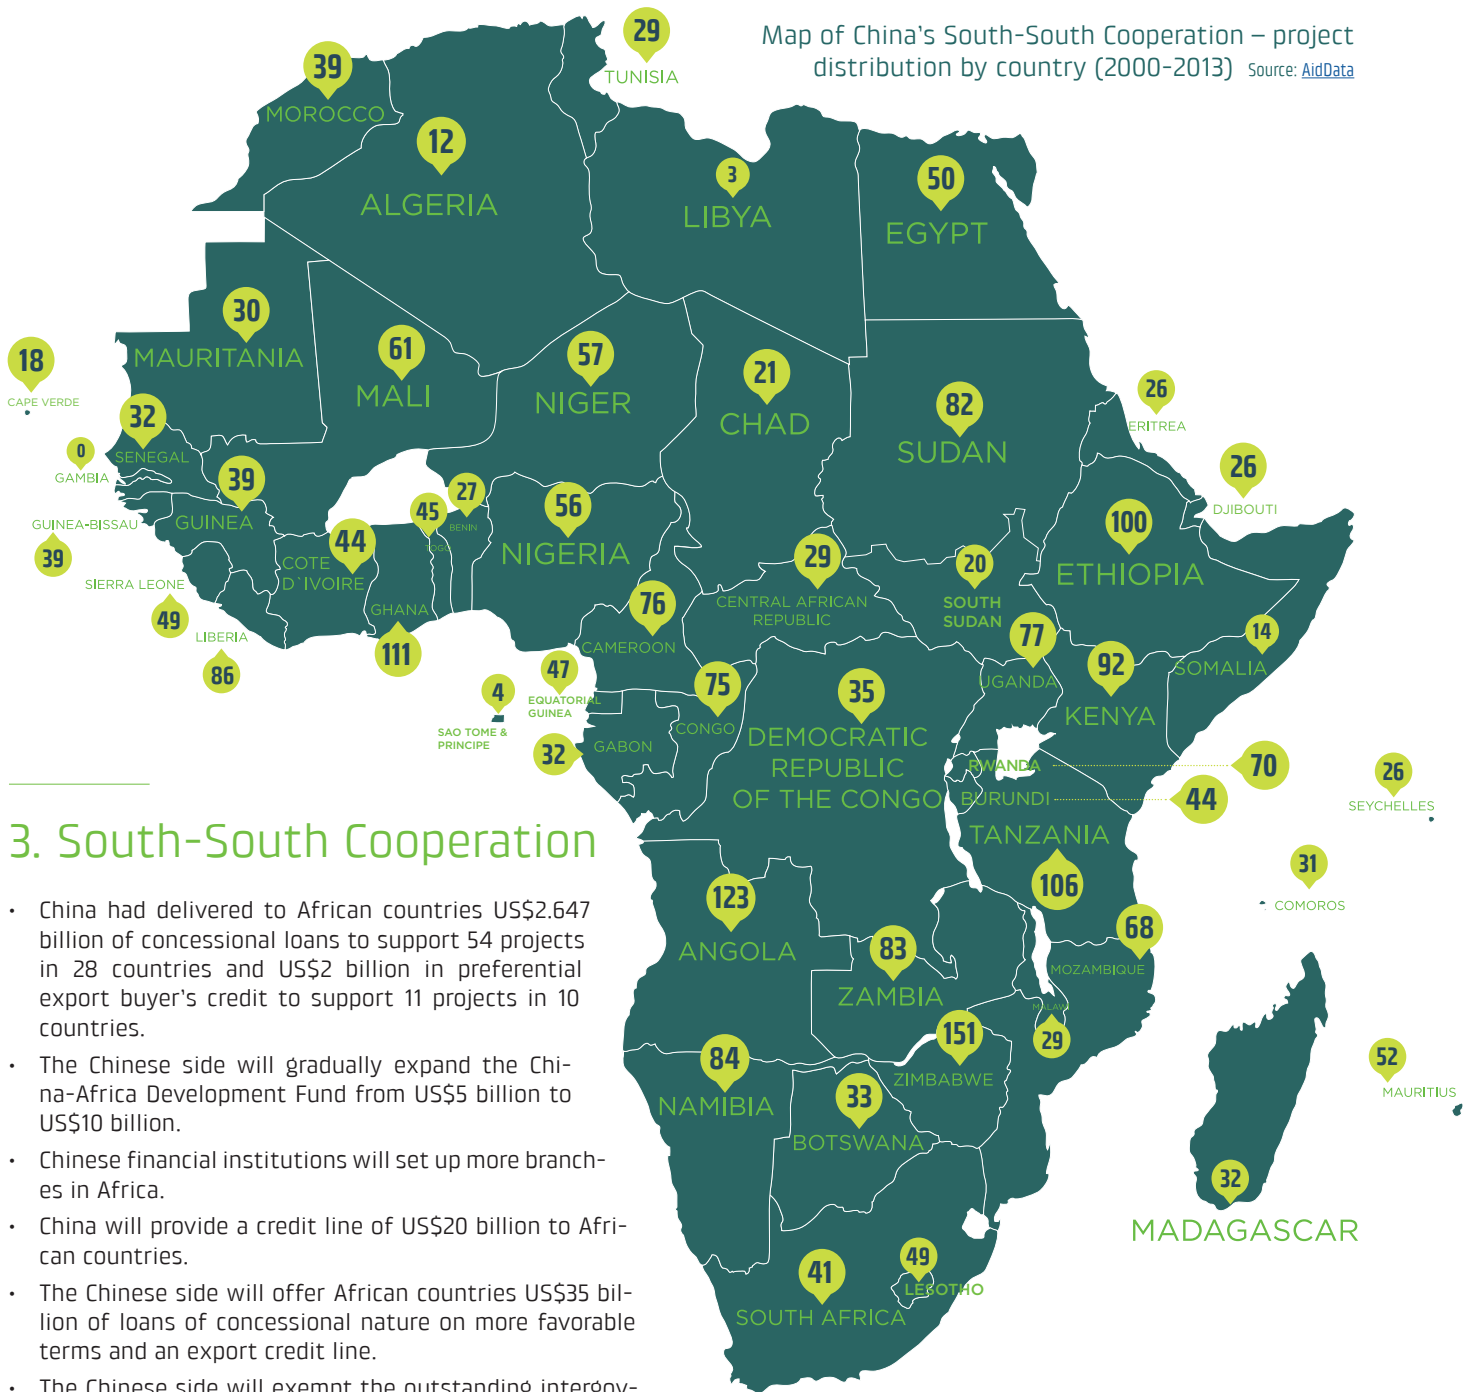 Map of China’s South-South Cooperation – project
distribution by country (2000-2013) Source: AidData
29
TUNISIA
39
MOROCCO
12
ALGERIA
3
LIBYA
50
EGYPT
30
MAURITANIA
61
MALI
57
NIGER
21
CHAD
82
SUDAN
26
ERITREA
18
CAPE VERDE
32
SENEGAL
0
GAMBIA
39
GUINEA
GUINEA-BISSAU
39
SIERRA LEONE
49
LIBERIA
86
44
COTE
D`IVOIRE
GHANA
111
45
TOGO
27
BENIN
56
NIGERIA
76
CAMEROON
29
CENTRAL AFRICAN
REPUBLIC
20
SOUTH
SUDAN
100
ETHIOPIA
26
DJIBOUTI
14
SOMALIA
77
UGANDA
92
KENYA
4
SAO TOME &
PRINCIPE
47
EQUATORIAL
GUINEA
32
GABON
75
CONGO
35
DEMOCRATIC
REPUBLIC
OF THE CONGO
RWANDA
70
BURUNDI
44
TANZANIA
106
26
SEYCHELLES
31
COMOROS
123
ANGOLA
83
ZAMBIA
68
MOZAMBIQUE
MALAWI
29
151
ZIMBABWE
84
NAMIBIA
33
BOTSWANA
52
MAURITIUS
32
MADAGASCAR
41
SOUTH AFRICA
49
LESOTHO
3. South-South Cooperation
• China had delivered to African countries US$2.647
billion of concessional loans to support 54 projects
in 28 countries and US$2 billion in preferential
export buyer’s credit to support 11 projects in 10
countries.
• The Chinese side will gradually expand the Chi-
na-Africa Development Fund from US$5 billion to
US$10 billion.
• Chinese financial institutions will set up more branch-
es in Africa.
• China will provide a credit line of US$20 billion to Afri-
can countries.
• The Chinese side will offer African countries US$35 bil-
lion of loans of concessional nature on more favorable
terms and an export credit line.
• The Chinese side will exempt the outstanding intergov-